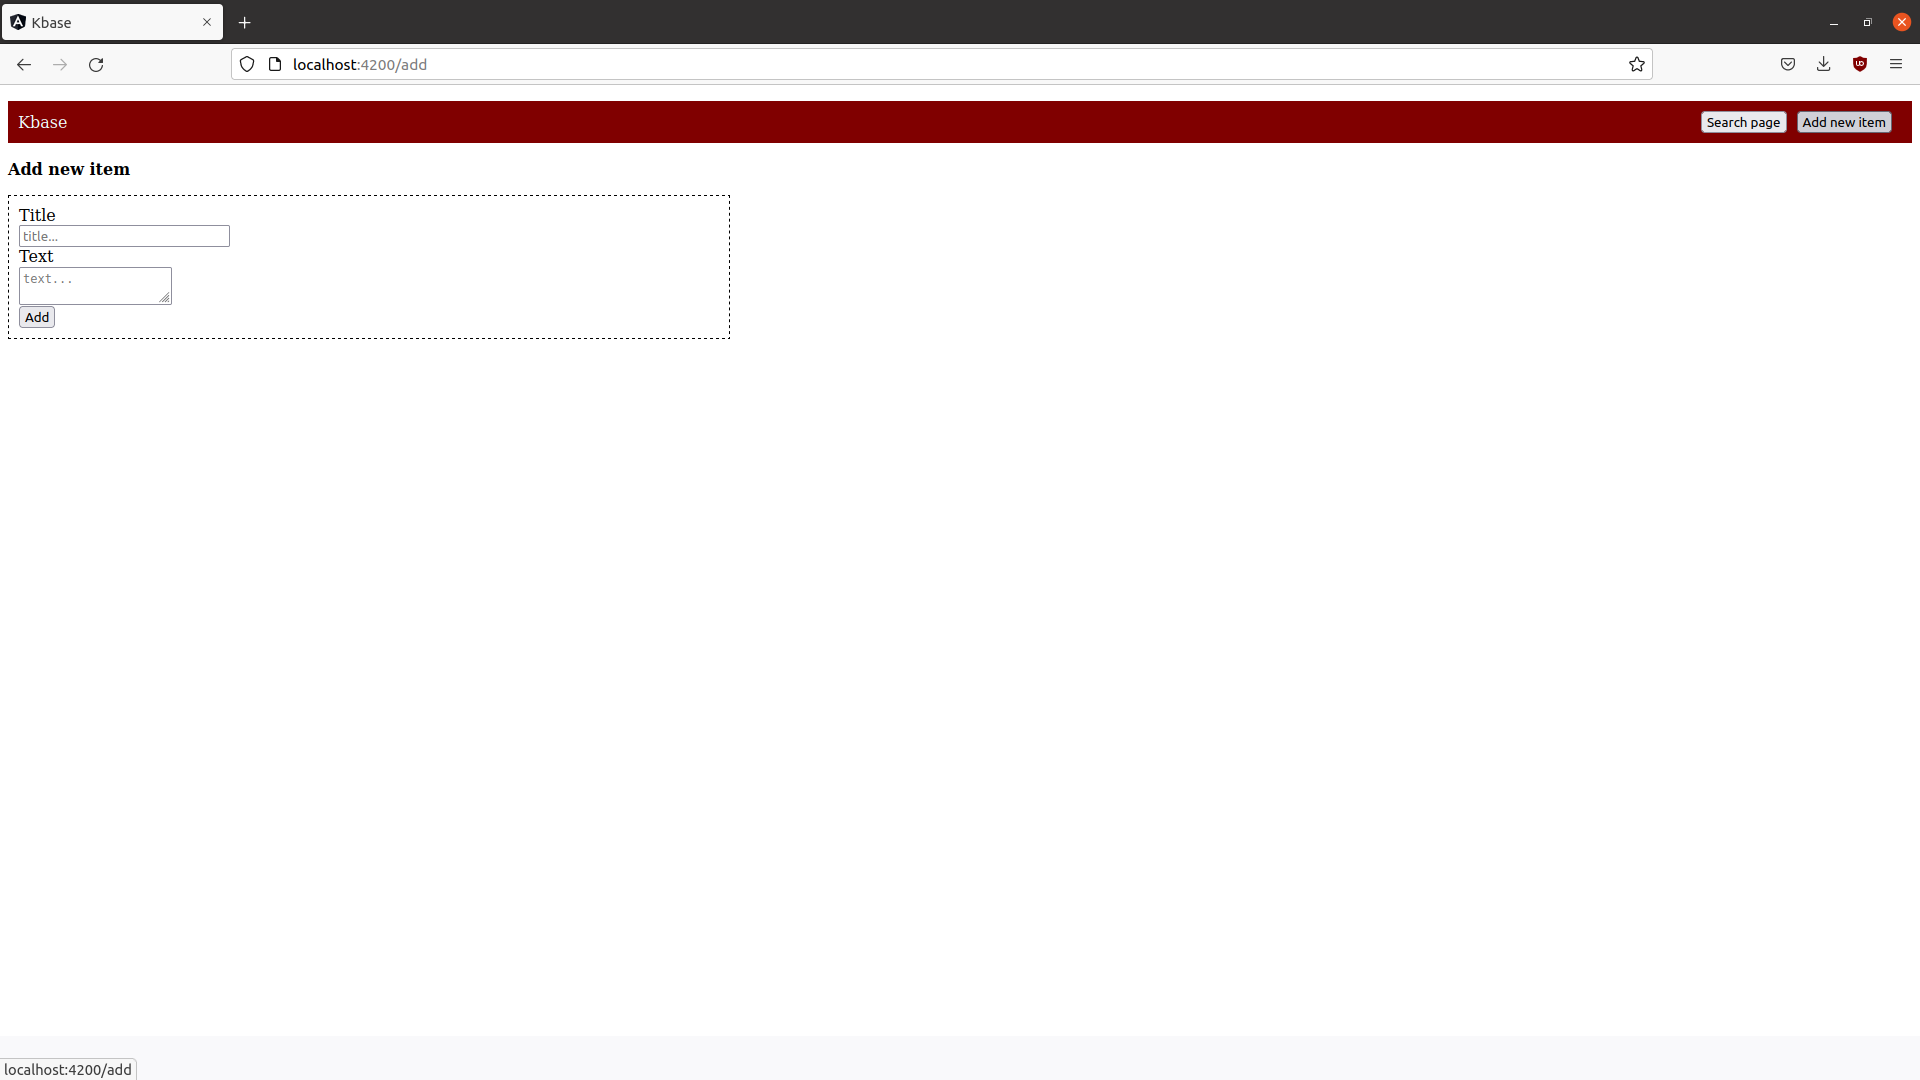 Kbase
localhost:4200/add
Kbase
Search page
Add new item
Add new item
Title
title...
Text
text...
Add
localhost:4200/add